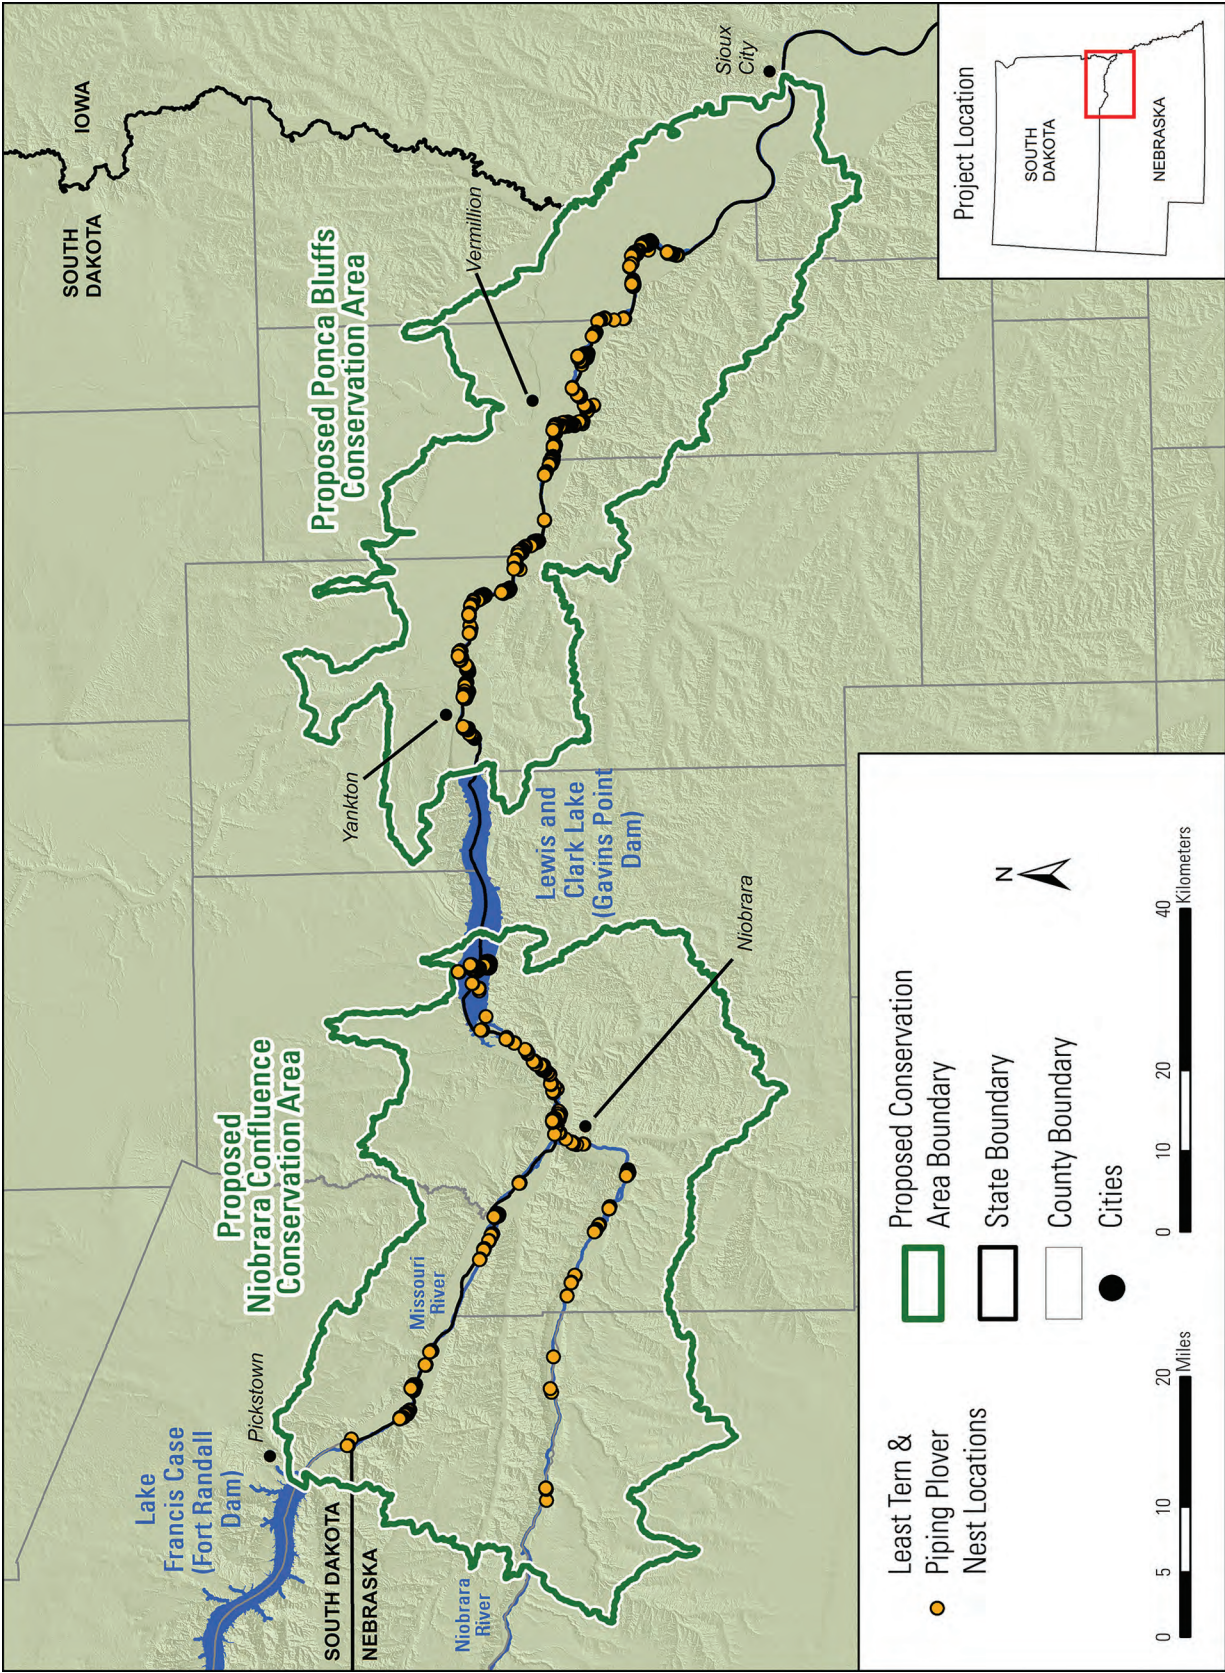 Lake
Francis Case
(Fort Randall
Dam)
Pickstown
SOUTH DAKOTA
NEBRASKA
Niobrara
River
Missouri
River
Proposed
Niobrara Confluence
Conservation Area
Niobrara
Lewis and
Clark Lake
(Gavins Point
Dam)
Yankton
Proposed Ponca Bluffs
Conservation Area
Vermillion
SOUTH
DAKOTA
IOWA
Sioux
City
Least Tern &
Piping Plover
Nest Locations
Proposed Conservation
Area Boundary
State Boundary
County Boundary
Cities
N
0 5 10 20 Miles
0 10 20 40 Kilometers
Project Location
SOUTH
DAKOTA
NEBRASKA